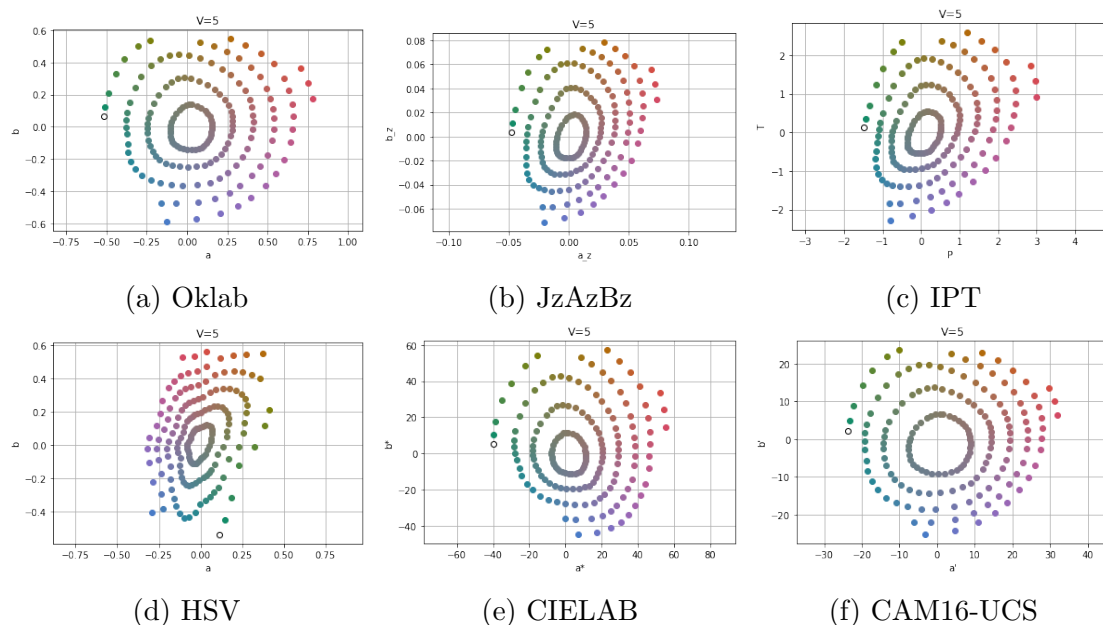 V=5
b
0.6
0.4
0.2
0.0
−0.2
−0.4
−0.6
−0.75 −0.50 −0.25 0.00 0.25 0.50 0.75 1.00
a
(a) Oklab
V=5
b_z
0.08
0.06
0.04
0.02
0.00
−0.02
−0.04
−0.06
−0.10 −0.05 0.00 0.05 0.10
a_z
(b) JzAzBz
V=5
T
2
1
0
−1
−2
−3 −2 −1 0 1 2 3 4
P
(c) IPT
V=5
b
0.6
0.4
0.2
0.0
−0.2
−0.4
−0.75 −0.50 −0.25 0.00 0.25 0.50 0.75
a
(d) HSV
V=5
b*
60
40
20
0
−20
−40
−60 −40 −20 0 20 40 60 80
a*
(e) CIELAB
V=5
b'
20
10
0
−10
−20
−30 −20 −10 0 10 20 30 40
a'
(f) CAM16-UCS